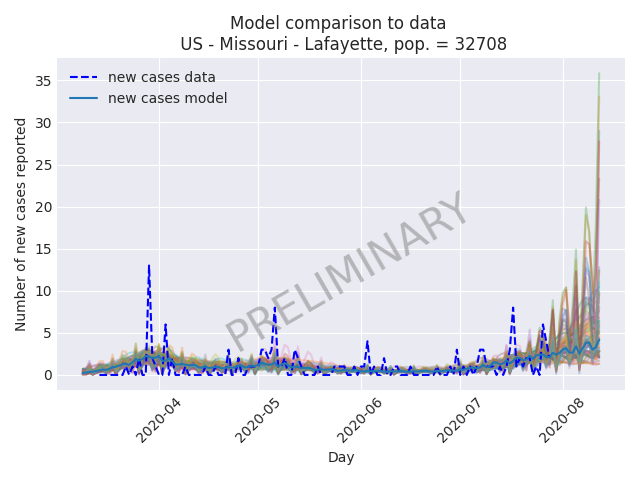 Model comparison to data
US - Missouri - Lafayette, pop. = 32708
new cases data
new cases model
Number of new cases reported
35
30
25
20
15
10
5
0
PRELIMINARY
2020-04
2020-05
2020-06
2020-07
2020-08
Day